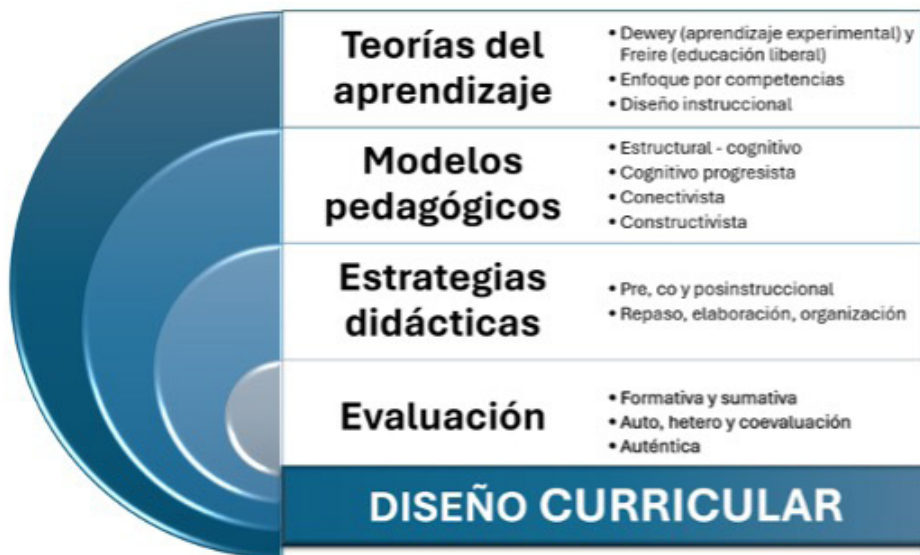 Teorías del
aprendizaje
• Dewey (aprendizaje experimental) y
Freire (educación liberal)
• Enfoque por competencias
• Diseño instruccional
Modelos
pedagógicos
• Estructural - cognitivo
• Cognitivo progresista
• Conectivista
• Constructivista
Estrategias
didácticas
• Pre, co y posinstruccional
• Repaso, elaboración, organización
Evaluación
• Formativa y sumativa
• Auto, hetero y coevaluación
• Auténtica
DISEÑO CURRICULAR